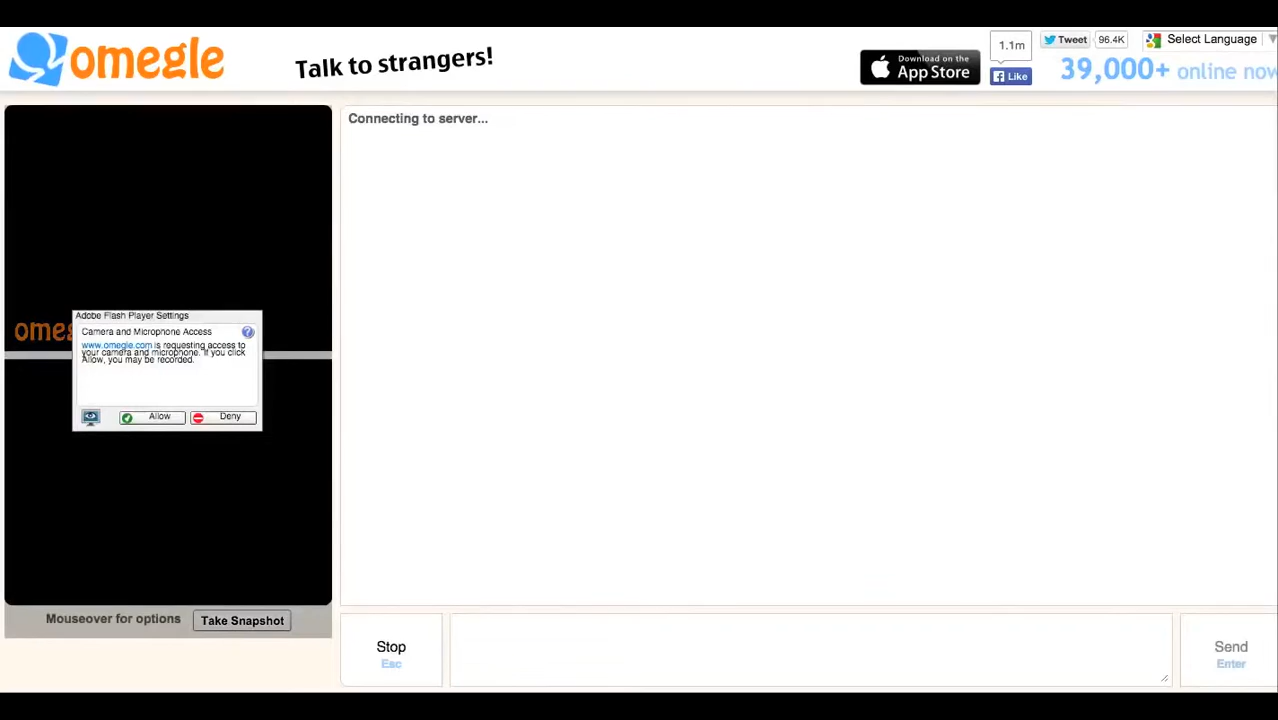 omegle
Talk to strangers!
Download on the
App Store
1.1m
Like
Tweet
96.4K
Select Language
39,000+ online now
Connecting to server...
ome
Adobe Flash Player Settings
Camera and Microphone Access
www.omegle.com is requesting access to
your camera and microphone. If you click
Allow, you may be recorded.
Allow
Deny
Mouseover for options
Take Snapshot
Stop
Esc
Send
Enter